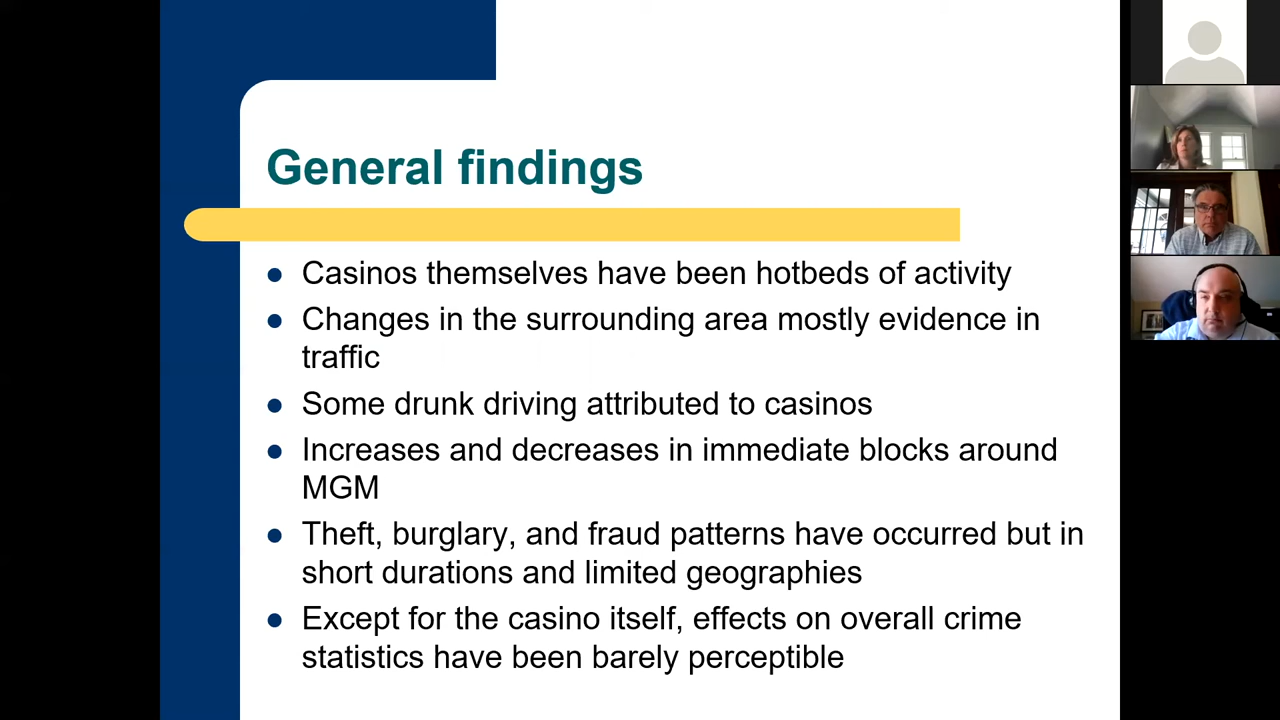 General findings
Casinos themselves have been hotbeds of activity
Changes in the surrounding area mostly evidence in
traffic
Some drunk driving attributed to casinos
Increases and decreases in immediate blocks around
MGM
Theft, burglary, and fraud patterns have occurred but in
short durations and limited geographies
Except for the casino itself, effects on overall crime
statistics have been barely perceptible